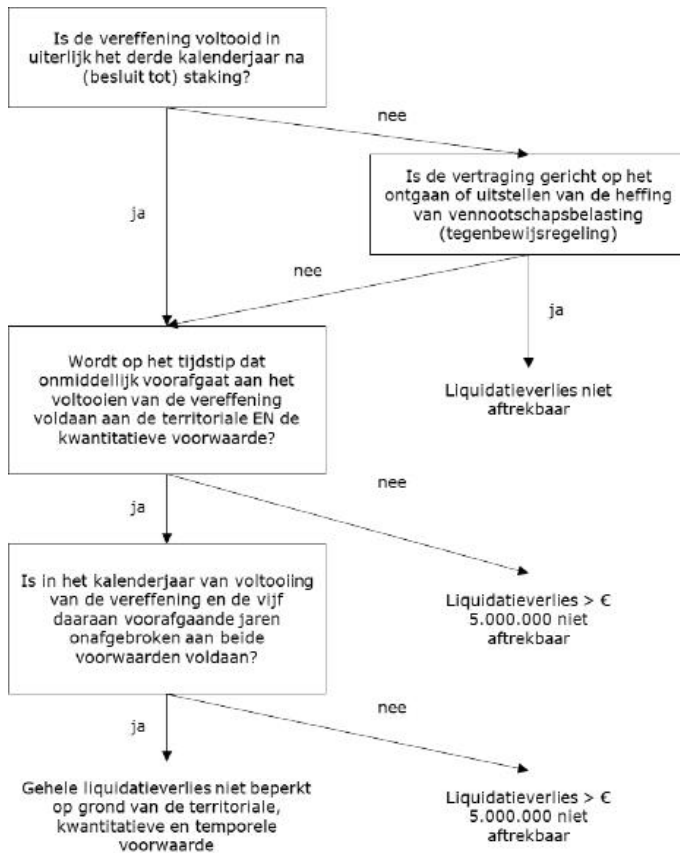 Is de vereffening voltooid in
uiterlijk het derde kalenderjaar na
(besluit tot) staking?
nee
ja
Is de vertraging gericht op het
ontgaan of uitstellen van de heffing
van vennootschapsbelasting
(tegenbewijsregeling)
nee
ja
Wordt op het tijdstip dat
onmiddellijk voorafgaat aan het
voltooien van de vereffening
voldaan aan de territoriale EN de
kwantitatieve voorwaarde?
Liquidatieverlies niet
aftrekbaar
ja
nee
Is in het kalenderjaar van voltooiing
van de vereffening en de vijf
daaraan voorafgaande jaren
onafgebroken aan beide
voorwaarden voldaan?
Liquidatieverlies > €
5.000.000 niet
aftrekbaar
ja
nee
Gehele liquidatieverlies niet beperkt
op grond van de territoriale,
kwantitatieve en temporele
voorwaarde
Liquidatieverlies > €
5.000.000 niet
aftrekbaar